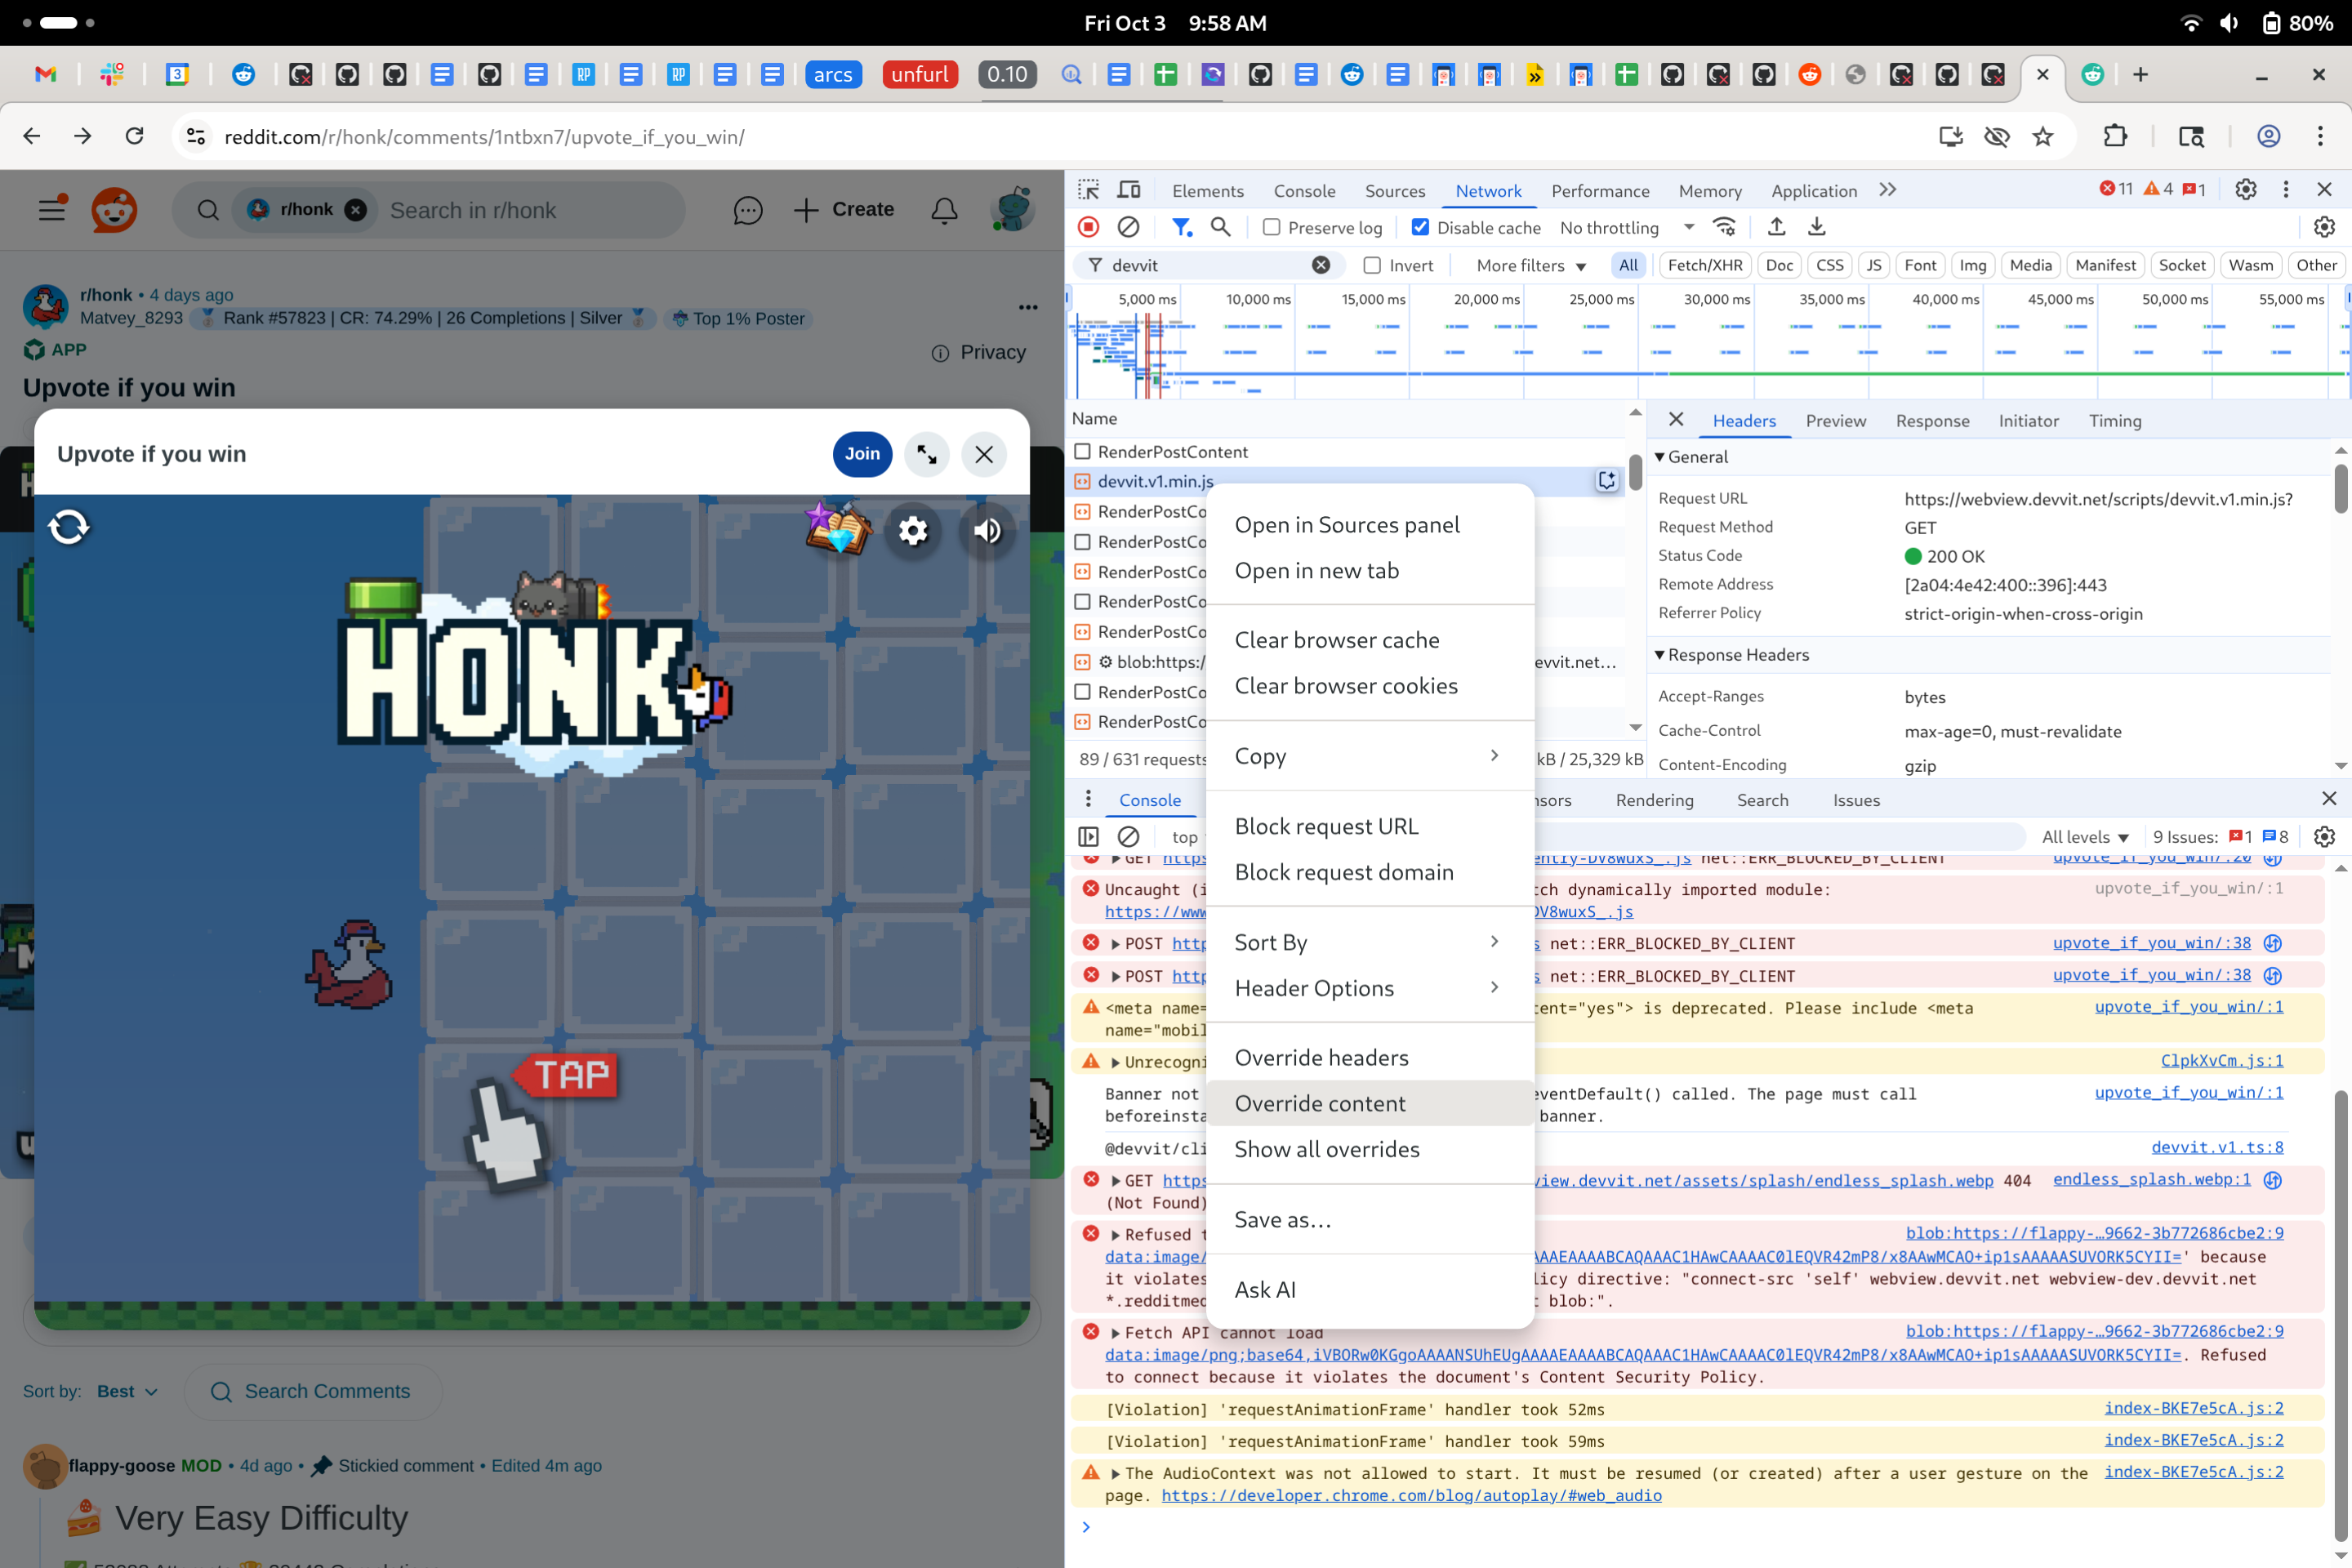 Fri Oct 3 9:58 AM
80%
arcs
unfurl
0.10
reddit.com/r/honk/comments/1ntbxn7/upvote_if_you_win/
r/honk
Search in r/honk
Create
r/honk • 4 days ago
Matvey_8293 Rank #57823 | CR: 74.29% | 26 Completions | Silver Top 1% Poster
APP
Privacy
Upvote if you win
Upvote if you win
Join
HONK
TAP
Sort by: Best
Search Comments
flappy-goose MOD • 4d ago • Stickied comment • Edited 4m ago
Very Easy Difficulty
Elements
Console
Sources
Network
Performance
Memory
Application
11
4
1
Preserve log
Disable cache
No throttling
devvit
Invert
More filters
All
Fetch/XHR
Doc
CSS
JS
Font
Img
Media
Manifest
Socket
Wasm
Other
5,000 ms
10,000 ms
15,000 ms
20,000 ms
25,000 ms
30,000 ms
35,000 ms
40,000 ms
45,000 ms
50,000 ms
55,000 ms
Name
RenderPostContent
devvit.v1.min.js
RenderPostCo
RenderPostCo
RenderPostCo
RenderPostCo
RenderPostCo
blob:https:/
evvit.net...
RenderPostCo
RenderPostCo
89 / 631 requests
kB / 25,329 kB
Headers
Preview
Response
Initiator
Timing
General
Request URL https://webview.devvit.net/scripts/devvit.v1.min.js?
Request Method GET
Status Code 200 OK
Remote Address [2a04:4e42:400::396]:443
Referrer Policy strict-origin-when-cross-origin
Response Headers
Accept-Ranges bytes
Cache-Control max-age=0, must-revalidate
Content-Encoding gzip
Open in Sources panel
Open in new tab
Clear browser cache
Clear browser cookies
Copy
Block request URL
Block request domain
Sort By
Header Options
Override headers
Override content
Show all overrides
Save as…
Ask AI
Console
nsors
Rendering
Search
Issues
top
All levels
9 Issues: 1 8
GET https
ently-DV8wuxS_.js net::ERR_BLOCKED_BY_CLIENT upvote_if_you_win/:20
Uncaught (i
tch dynamically imported module: upvote_if_you_win/:1
https://www
DV8wuxS_.js
POST http
s net::ERR_BLOCKED_BY_CLIENT upvote_if_you_win/:38
POST http
s net::ERR_BLOCKED_BY_CLIENT upvote_if_you_win/:38
<meta name=
tent="yes"> is deprecated. Please include <meta upvote_if_you_win/:1
name="mobil
Unrecogni
ClpkXvCm.js:1
Banner not
eventDefault() called. The page must call upvote_if_you_win/:1
beforeinsta
banner.
@devvit/cli
devvit.v1.ts:8
GET https
view.devvit.net/assets/splash/endless_splash.webp 404 endless_splash.webp:1
(Not Found)
Refused t
blob:https://flappy-…9662-3b772686cbe2:9
data:image/
AAAEAAAABCAQAAAC1HAwCAAAAC0lEQVR42mP8/x8AAwMCAO+ip1sAAAAASUVORK5CYII=' because
it violates
licy directive: "connect-src 'self' webview.devvit.net webview-dev.devvit.net
*.redditmed
t blob:".
Fetch API cannot load blob:https://flappy-…9662-3b772686cbe2:9
data:image/png;base64,iVBORw0KGgoAAAANSUhEUgAAAAEAAAABCAQAAAC1HAwCAAAAC0lEQVR42mP8/x8AAwMCAO+ip1sAAAAASUVORK5CYII=. Refused
to connect because it violates the document's Content Security Policy.
[Violation] 'requestAnimationFrame' handler took 52ms index-BKE7e5cA.js:2
[Violation] 'requestAnimationFrame' handler took 59ms index-BKE7e5cA.js:2
The AudioContext was not allowed to start. It must be resumed (or created) after a user gesture on the index-BKE7e5cA.js:2
page. https://developer.chrome.com/blog/autoplay/#web_audio